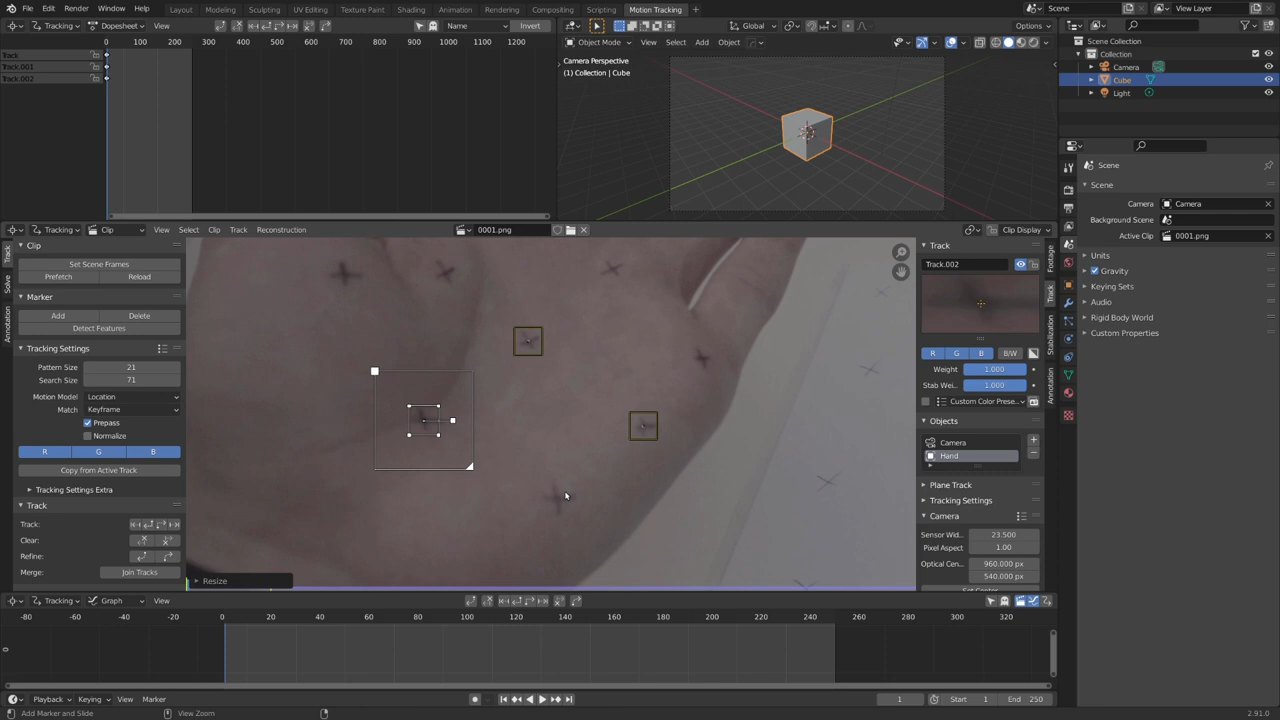 File Edit Render Window Help Layout Modeling Sculpting UV Editing Texture Paint Shading Animation Rendering Compositing Scripting Motion Tracking + Scene View Layer
Tracking Dopesheet View Name Invert Global Options
0 100 200 300 400 500 600 700 800 900 1000 1100 1200
Object Mode View Select Add Object
Track
Track.001
Track.002
Camera Perspective
(1) Collection | Cube
Scene Collection
Collection
Camera
Cube
Light
Scene
Scene
Camera Camera
Background Scene
Active Clip 0001.png
Units
Gravity
Keying Sets
Audio
Rigid Body World
Custom Properties
Tracking Clip View Select Clip Track Reconstruction 0001.png Clip Display
Track
Solve
Annotation
Clip
Set Scene Frames
Prefetch Reload
Marker
Add Delete
Detect Features
Tracking Settings
Pattern Size 21
Search Size 71
Motion Model Location
Match Keyframe
Prepass
Normalize
R G B
Copy from Active Track
Tracking Settings Extra
Track
Track:
Clear:
Refine:
Merge: Join Tracks
Resize
Track
Track.002
R G B B/W
Weight 1.000
Stab Wei.. 1.000
Custom Color Prese..
Objects
Camera
Hand
Plane Track
Tracking Settings
Camera
Sensor Wid.. 23.500
Pixel Aspect 1.00
Optical Cen.. 960.000 px
540.000 px
Footage
Track
Stabilization
Annotation
Tracking Graph View
-80 -60 -40 -20 0 20 40 60 80 100 120 140 160 180 200 220 240 260 280 300 320
0
Playback Keying View Marker 1 Start 1 End 250
Add Marker and Slide View Zoom 2.91.0